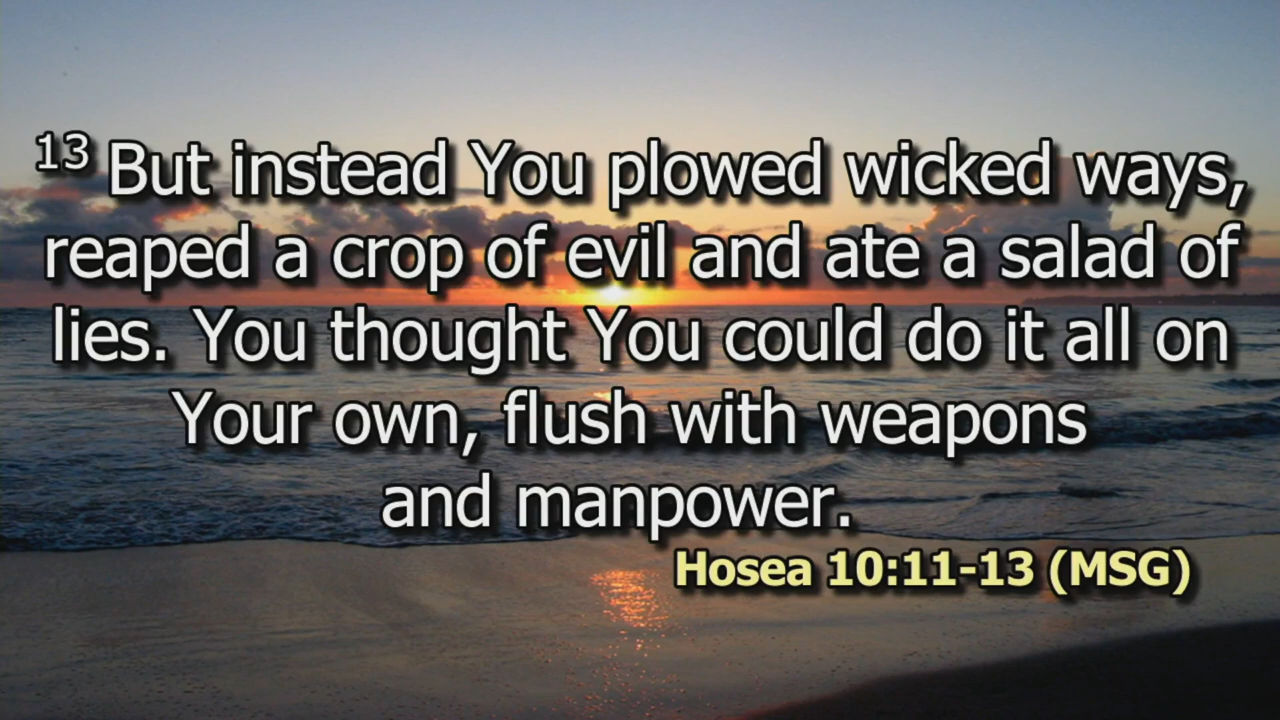 13 But instead You plowed wicked ways,
reaped a crop of evil and ate a salad of
lies. You thought You could do it all on
Your own, flush with weapons
and manpower.
Hosea 10:11-13 (MSG)